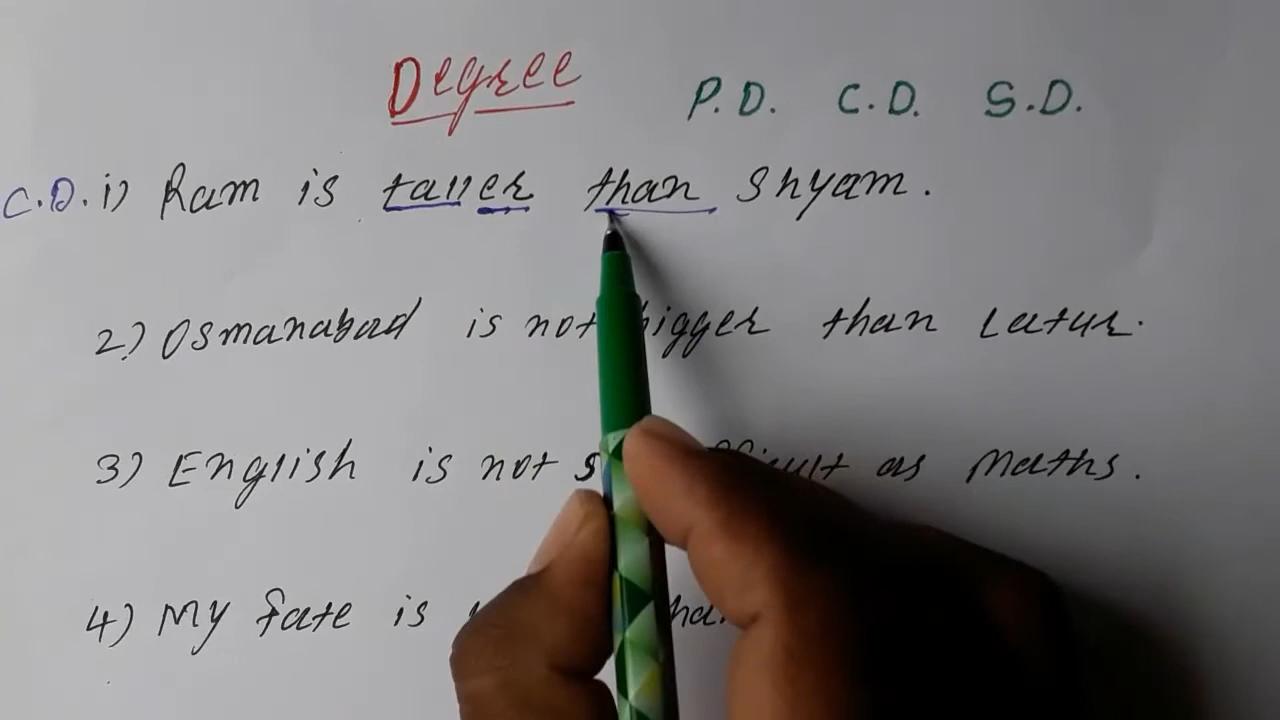 Degree P.D. C.D. S.D.
C.D. 1) Ram is taller than Shyam.
2) Osmanabad is not bigger than Latur.
3) English is not as Maths.
4) My fate is